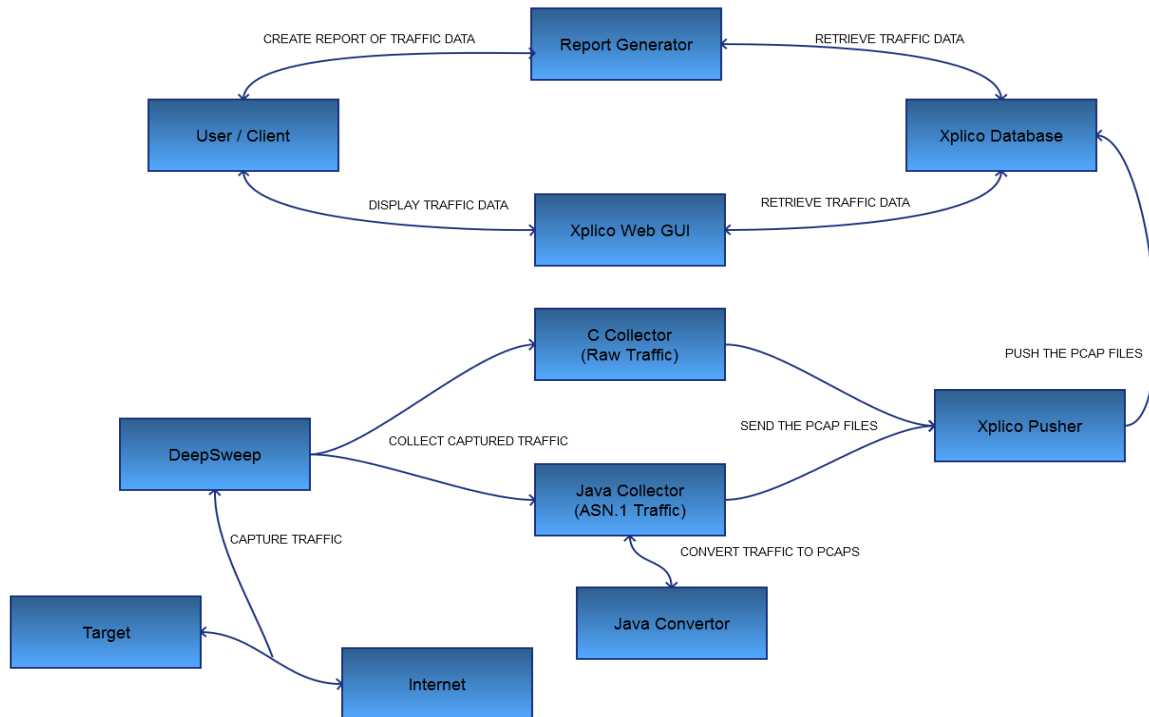 CREATE REPORT OF TRAFFIC DATA
Report Generator
RETRIEVE TRAFFIC DATA
User / Client
Xplico Database
DISPLAY TRAFFIC DATA
Xplico Web GUI
RETRIEVE TRAFFIC DATA
C Collector
(Raw Traffic)
PUSH THE PCAP FILES
DeepSweep
COLLECT CAPTURED TRAFFIC
SEND THE PCAP FILES
Xplico Pusher
Java Collector
(ASN.1 Traffic)
CAPTURE TRAFFIC
CONVERT TRAFFIC TO PCAPS
Target
Java Convertor
Internet